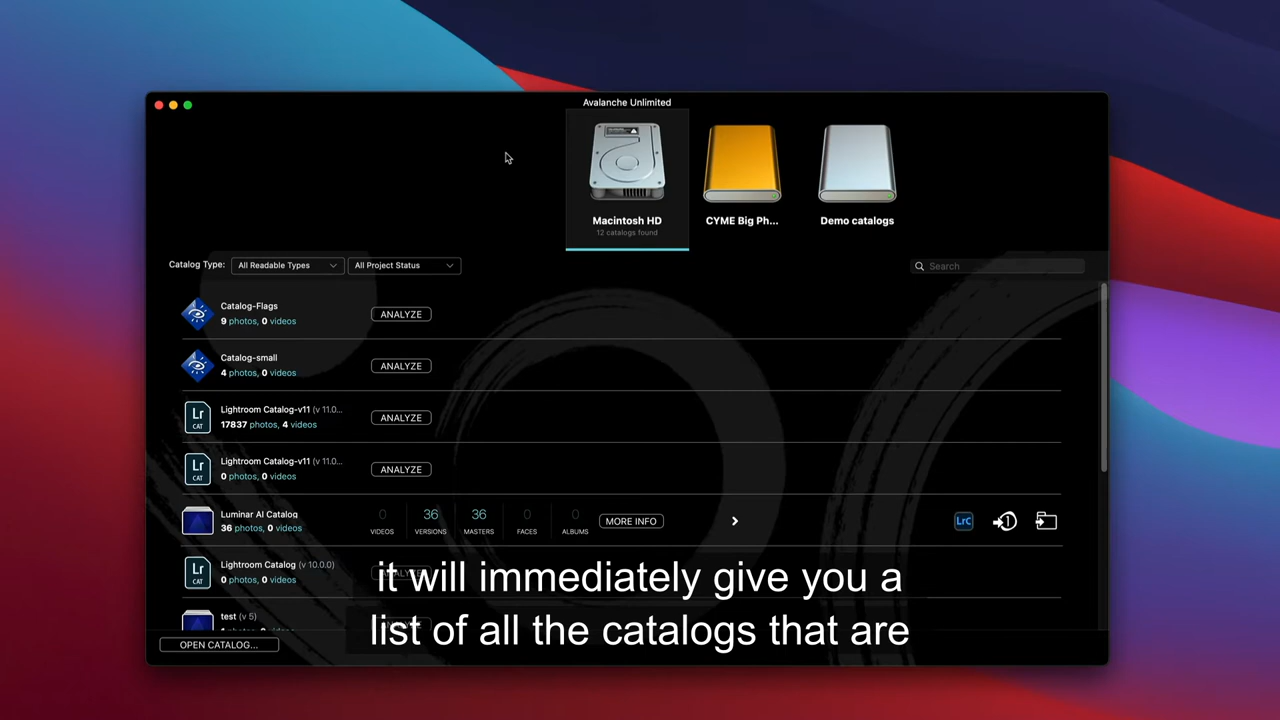 Avalanche Unlimited
Macintosh HD
12 catalogs found
CYME Big Ph...
Demo catalogs
Catalog Type:
All Readable Types
All Project Status
Search
Catalog-Flags
9 photos, 0 videos
ANALYZE
Catalog-small
4 photos, 0 videos
ANALYZE
Lr
CAT
Lightroom Catalog-v11 (v 11.0...
17837 photos, 4 videos
ANALYZE
Lr
CAT
Lightroom Catalog-v11 (v 11.0...
0 photos, 0 videos
ANALYZE
Luminar AI Catalog
36 photos, 0 videos
0
VIDEOS
36
VERSIONS
36
MASTERS
0
FACES
0
ALBUMS
MORE INFO
LrC
Lr
CAT
Lightroom Catalog (v 10.0.0)
0 photos, 0 videos
test (v 5)
OPEN CATALOG...
it will immediately give you a
list of all the catalogs that are